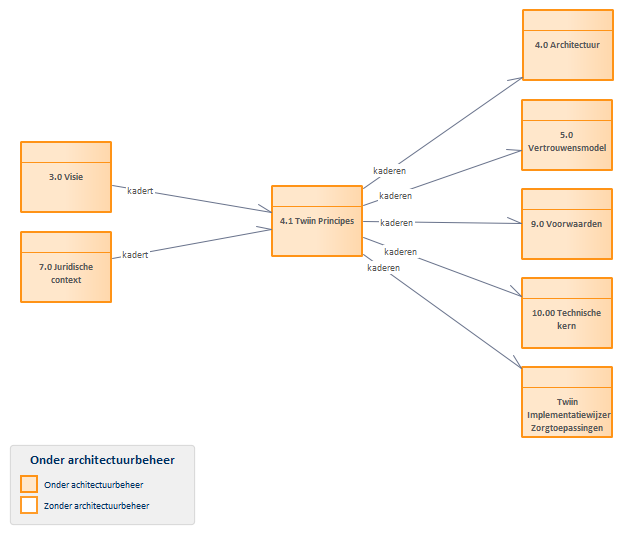 4.0 Architectuur
5.0
Vertrouwensmodel
kaderen
3.0 Visie
kadert
kaderen
4.1 Twiin Principes
kaderen
9.0 Voorwaarden
7.0 Juridische
context
kadert
kaderen
kaderen
10.00 Technische
kern
Twiin
Implementatiewijzer
Zorgtoepassingen
Onder architectuurbeheer
Onder achitectuurbeheer
Zonder architectuurbeheer